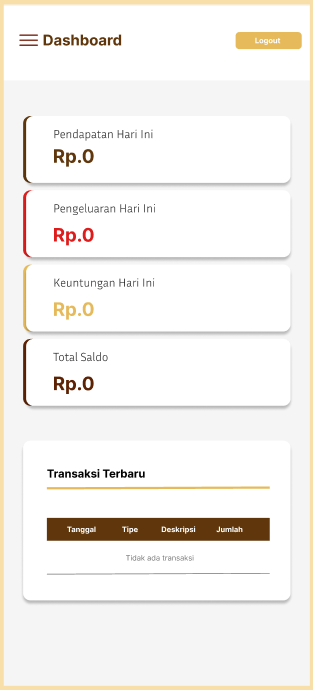 Dashboard
Logout
Pendapatan Hari Ini
Rp.0
Pengeluaran Hari Ini
Rp.0
Keuntungan Hari Ini
Rp.0
Total Saldo
Rp.0
Transaksi Terbaru
Tanggal Tipe Deskripsi Jumlah
Tidak ada transaksi